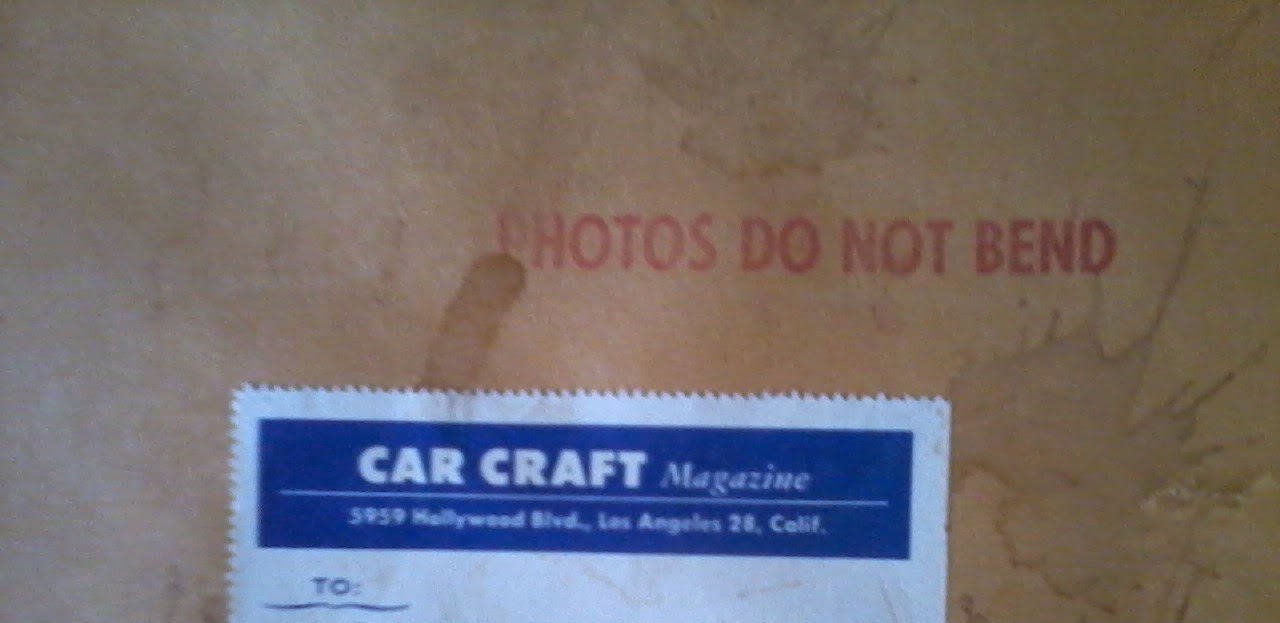 PHOTOS DO NOT BEND
CAR CRAFT Magazine
5959 Hollywood Blvd., Los Angeles 28, Calif.
TO: